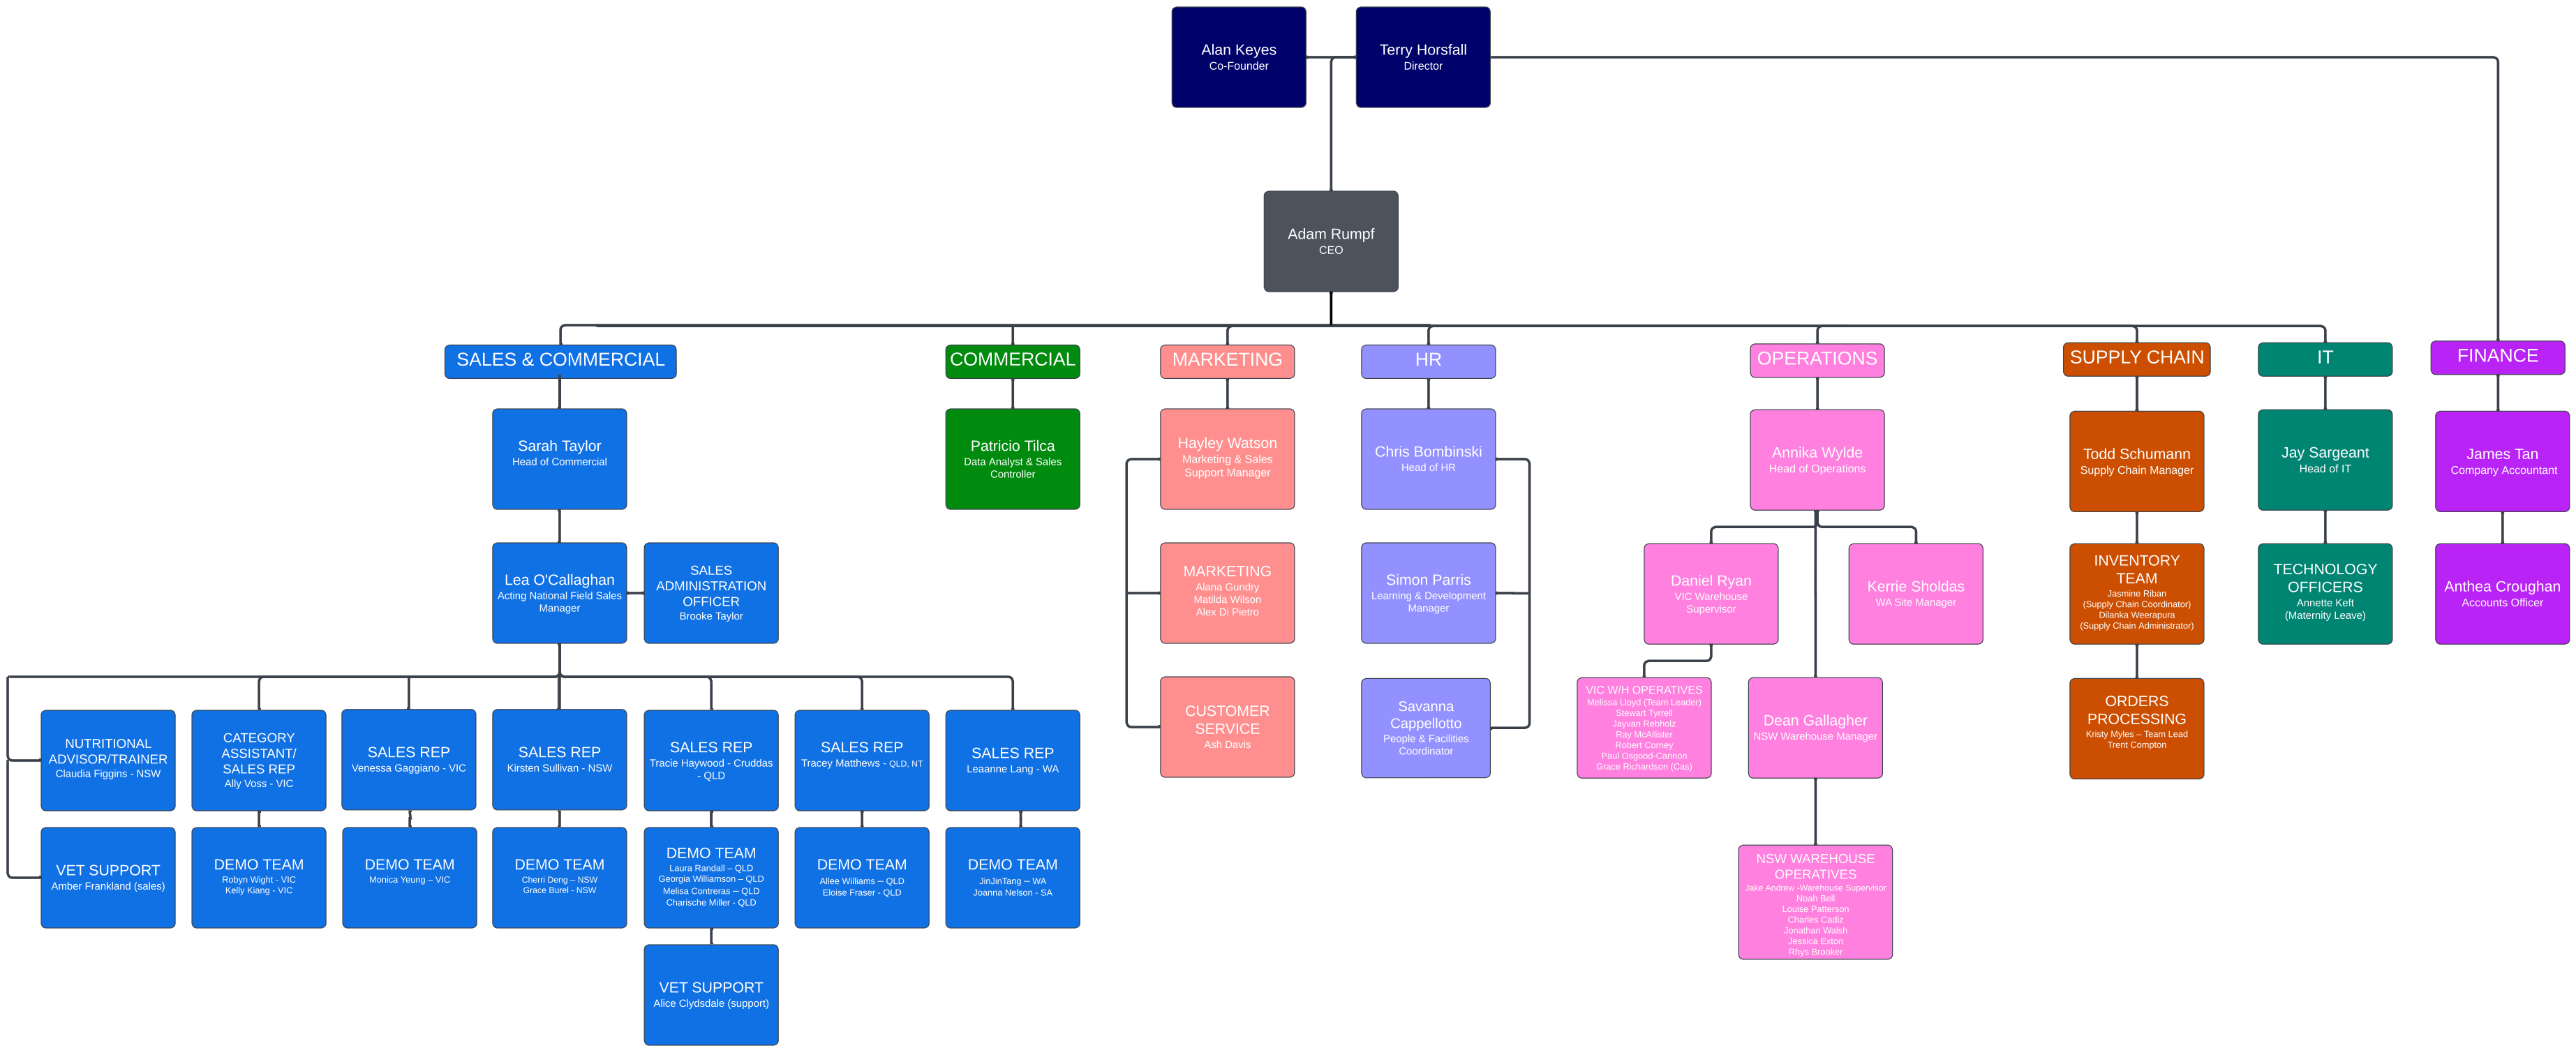 Alan Keyes
Co-Founder
Terry Horsfall
Director
Adam Rumpf
CEO
SALES & COMMERCIAL
COMMERCIAL
MARKETING
HR
OPERATIONS
SUPPLY CHAIN
IT
FINANCE
Sarah Taylor
Head of Commercial
Patricio Tilca
Data Analyst & Sales
Controller
Hayley Watson
Marketing & Sales
Support Manager
Chris Bombinski
Head of HR
Annika Wylde
Head of Operations
Todd Schumann
Supply Chain Manager
Jay Sargeant
Head of IT
James Tan
Company Accountant
Lea O'Callaghan
Acting National Field Sales
Manager
SALES
ADMINISTRATION
OFFICER
Brooke Taylor
MARKETING
Alana Gundry
Matilda Wilson
Alex Di Pietro
Simon Parris
Learning & Development
Manager
Daniel Ryan
VIC Warehouse
Supervisor
Kerrie Sholdas
WA Site Manager
INVENTORY
TEAM
Jasmine Riban
(Supply Chain Coordinator)
Dilanka Weerapura
(Supply Chain Administrator)
TECHNOLOGY
OFFICERS
Annette Keft
(Maternity Leave)
Anthea Croughan
Accounts Officer
NUTRITIONAL
ADVISOR/TRAINER
Claudia Figgins - NSW
CATEGORY
ASSISTANT/
SALES REP
Ally Voss - VIC
SALES REP
Venessa Gaggiano - VIC
SALES REP
Kirsten Sullivan - NSW
SALES REP
Tracie Haywood - Cruddas
- QLD
SALES REP
Tracey Matthews - QLD, NT
SALES REP
Leaanne Lang - WA
CUSTOMER
SERVICE
Ash Davis
Savanna
Cappellotto
People & Facilities
Coordinator
VIC W/H OPERATIVES
Melissa Lloyd (Team Leader)
Stewart Tyrrell
Jayvan Rebholz
Ray McAllister
Robert Corney
Paul Osgood-Cannon
Grace Richardson (Cas)
Dean Gallagher
NSW Warehouse Manager
ORDERS
PROCESSING
Kristy Myles – Team Lead
Trent Compton
VET SUPPORT
Amber Frankland (sales)
DEMO TEAM
Robyn Wight - VIC
Kelly Kiang - VIC
DEMO TEAM
Monica Yeung – VIC
DEMO TEAM
Cherri Deng – NSW
Grace Burel - NSW
DEMO TEAM
Laura Randall – QLD
Georgia Williamson – QLD
Melisa Contreras – QLD
Charische Miller - QLD
DEMO TEAM
Allee Williams – QLD
Eloise Fraser - QLD
DEMO TEAM
JinJinTang – WA
Joanna Nelson - SA
NSW WAREHOUSE
OPERATIVES
Jake Andrew -Warehouse Supervisor
Noah Bell
Louise Patterson
Charles Cadiz
Jonathan Walsh
Jessica Exton
Rhys Brooker
VET SUPPORT
Alice Clydsdale (support)